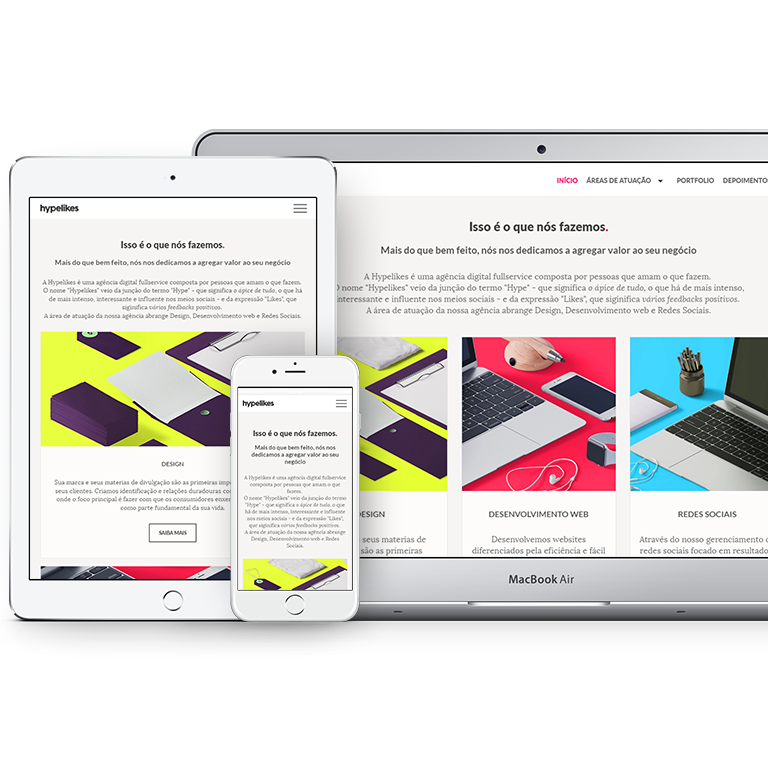 INÍCIO ÁREAS DE ATUAÇÃO PORTFOLIO DEPOIMENTOS
Isso é o que nós fazemos.
Mais do que bem feito, nós nos dedicamos a agregar valor ao seu negócio
A Hypelikes é uma agência digital fullservice composta por pessoas que amam o que fazem.
O nome "Hypelikes" veio da junção do termo "Hype" - que significa o ápice de tudo, o que há de mais intenso,
interessante e influente nos meios sociais – e da expressão "Likes", que siginifica vários feedbacks positivos.
A área de atuação da nossa agência abrange Design, Desenvolvimento web e Redes Sociais.
DESIGN
seus materias de
são as primeiras
DESENVOLVIMENTO WEB
Desenvolvemos websites
diferenciados pela eficiência e fácil
REDES SOCIAIS
Através do nosso gerenciamento
redes sociais focado em resultado
MacBook Air
hypelikes
Isso é o que nós fazemos.
Mais do que bem feito, nós nos dedicamos a agregar valor ao seu negócio
A Hypelikes é uma agência digital fullservice composta por pessoas que amam o que fazem.
O nome "Hypelikes" veio da junção do termo "Hype" - que significa o ápice de tudo, o que há
de mais intenso, interessante e influente nos meios sociais – e da expressão "Likes", que
siginifica vários feedbacks positivos.
A área de atuação da nossa agência abrange Design, Desenvolvimento web e Redes Sociais.
DESIGN
Sua marca e seus materias de divulgação são as primeiras
seus clientes. Criamos identificação e relações duradouras
onde o foco principal é fazer com que os consumidores
como parte fundamental da sua vida.
SAIBA MAIS
hypelikes
Isso é o que nós fazemos.
Mais do que bem feito, nós nos
dedicamos a agregar valor ao seu
negócio
A Hypelikes é uma agência digital fullservice
composta por pessoas que amam o que
fazem.
O nome "Hypelikes" veio da junção do termo
"Hype" - que significa o ápice de tudo, o que
há de mais intenso, interessante e influente
nos meios sociais – e da expressão "Likes",
que siginifica vários feedbacks positivos.
A área de atuação da nossa agência abrange
Design, Desenvolvimento web e Redes
Sociais.